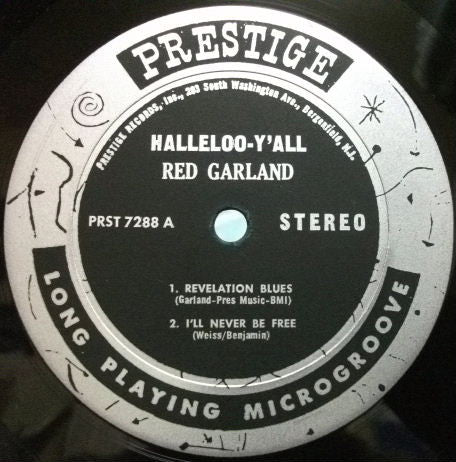 PRESTIGE
PRESTIGE RECORDS, Inc., 203 South Washington Ave., Bergenfield, N.J.
HALLELOO-Y'ALL
RED GARLAND
PRST 7288 A
STEREO
1. REVELATION BLUES
(Garland-Pres Music-BMI)
2. I'LL NEVER BE FREE
(Weiss/Benjamin)
LONG PLAYING MICROGROOVE